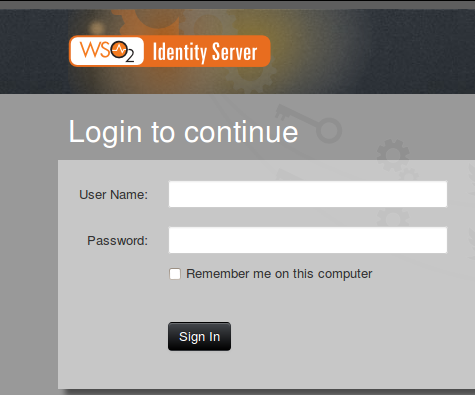 WSO2 Identity Server
Login to continue
User Name:
Password:
Remember me on this computer
Sign In